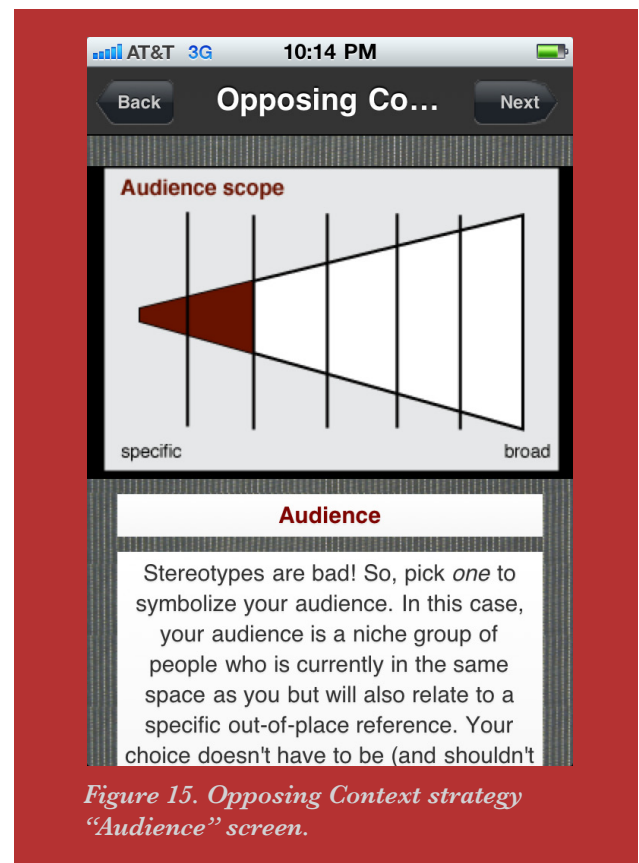 AT&T 3G 10:14 PM
Back Opposing Co... Next
Audience scope
specific broad
Audience
Stereotypes are bad! So, pick one to
symbolize your audience. In this case,
your audience is a niche group of
people who is currently in the same
space as you but will also relate to a
specific out-of-place reference. Your
choice doesn't have to be (and shouldn't
Figure 15. Opposing Context strategy
“Audience” screen.